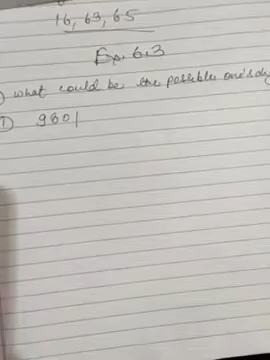 16, 63, 65
Ex. 6.3
) what could be the possible one's
① 9801